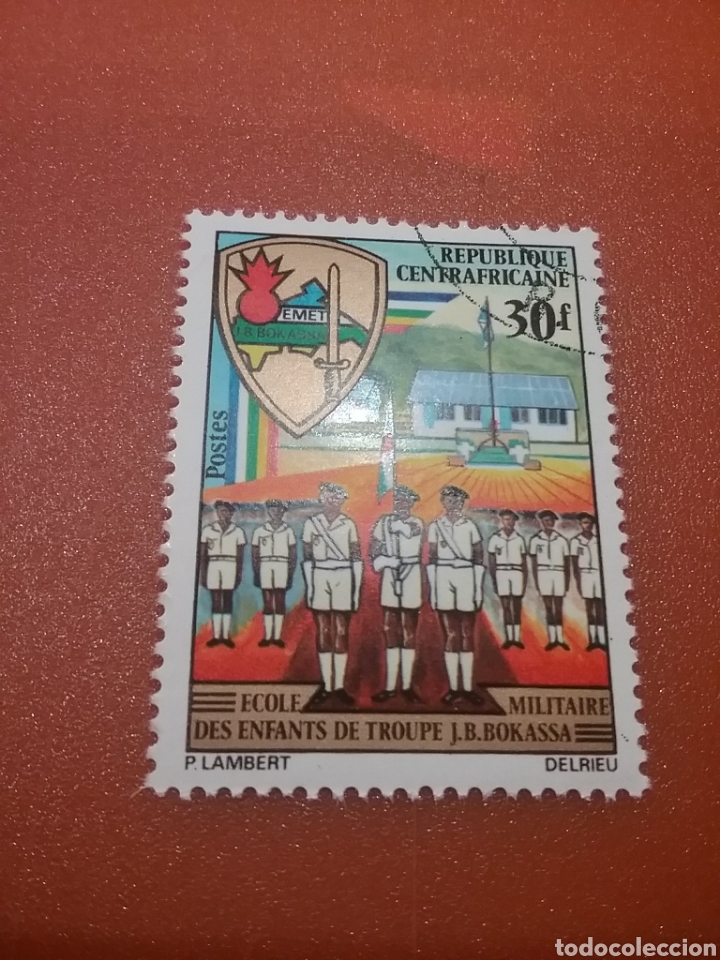 REPUBLIQUE
CENTRAFRICAINE
30f
EMET
J.B.BOKASSA
Postes
ECOLE MILITAIRE
DES ENFANTS DE TROUPE J.B.BOKASSA
P. LAMBERT DELRIEU
todocoleccion